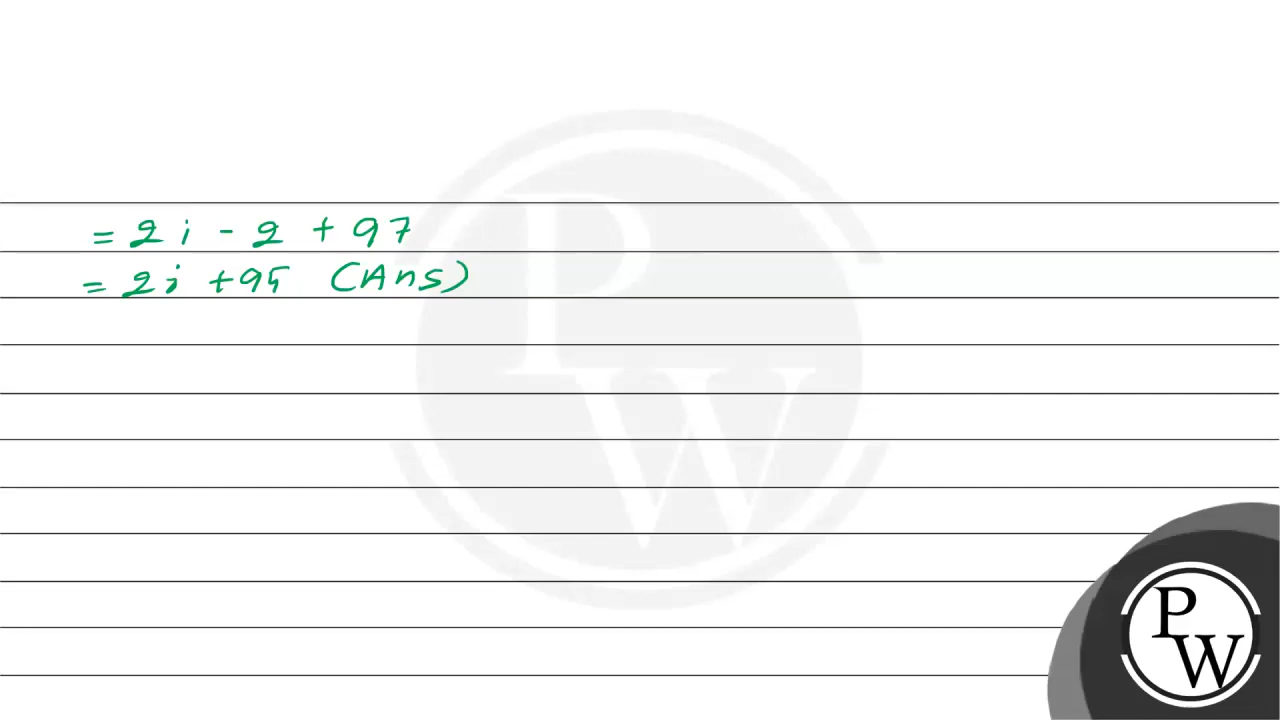 = 2i - 2 + 97
= 2i + 95 (Ans)
P
W
P
W